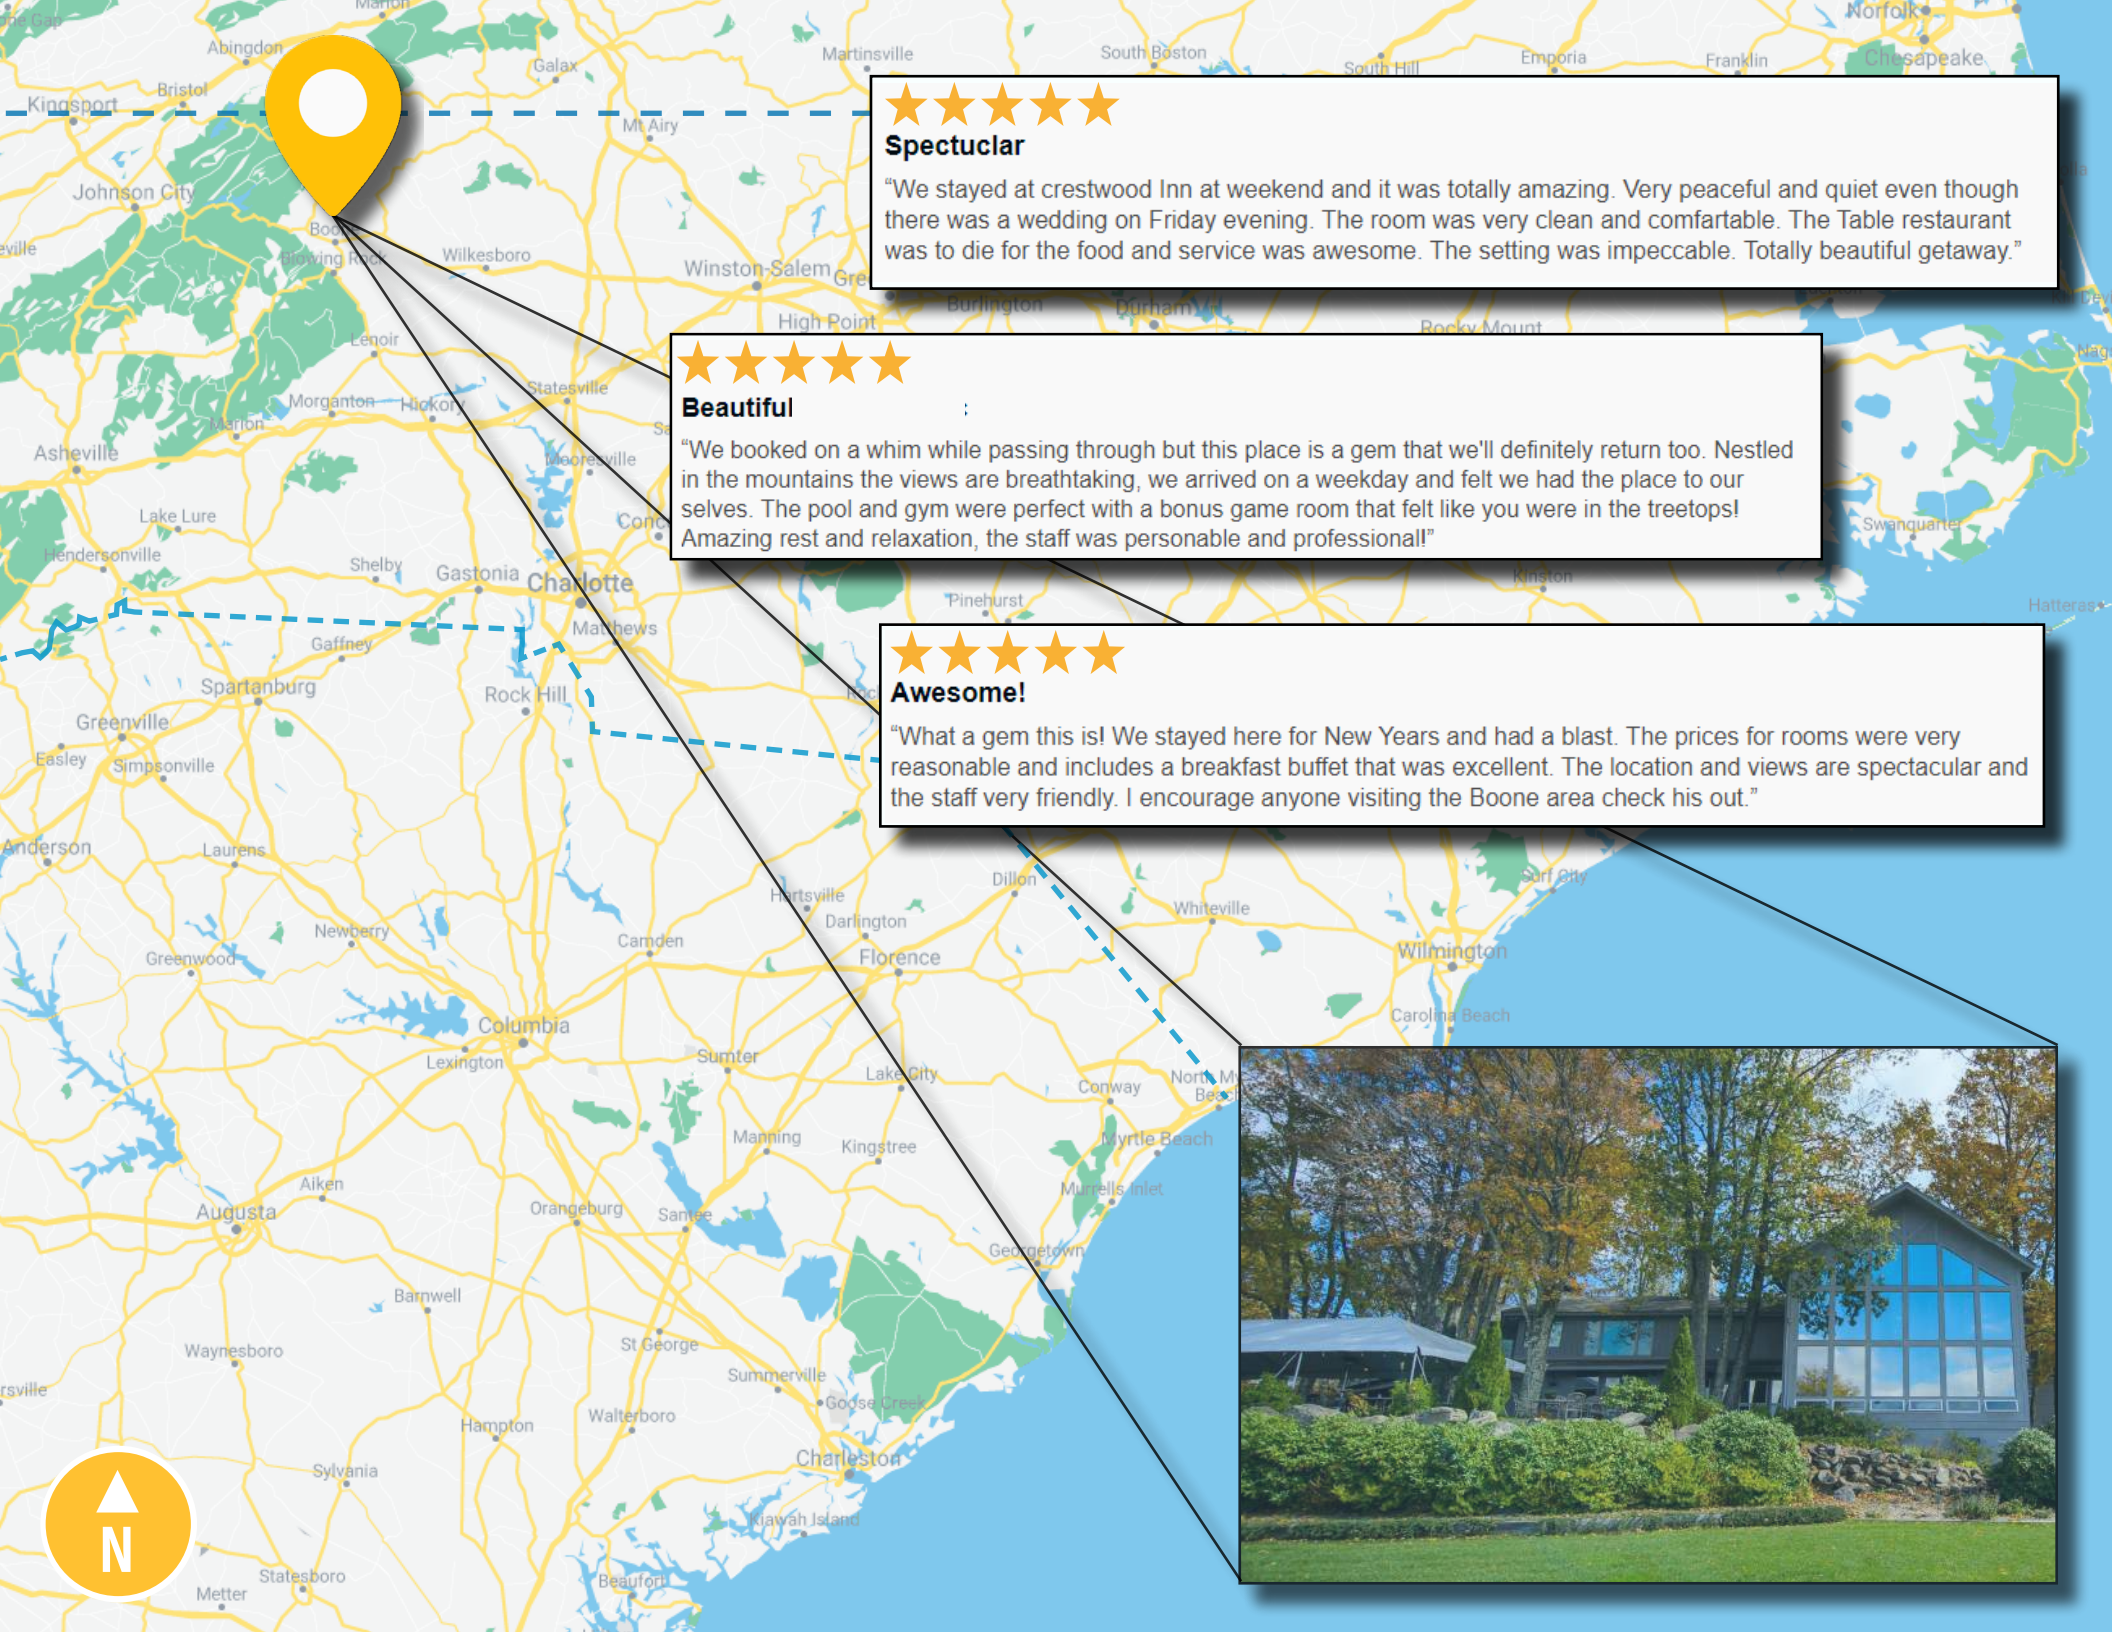 Marion
Norfolk
Abingdon
Galax
Martinsville
South Boston
South Hill
Emporia
Franklin
Chesapeake
Bristol
Kingsport
Mt Airy
Johnson City
Spectuclar
“We stayed at crestwood Inn at weekend and it was totally amazing. Very peaceful and quiet even though
there was a wedding on Friday evening. The room was very clean and comfartable. The Table restaurant
was to die for the food and service was awesome. The setting was impeccable. Totally beautiful getaway.”
Boone
Blowing Rock
Wilkesboro
Winston-Salem
Gre
Burlington
Durham
High Point
Rocky Mount
Lenoir
Nag
Statesville
Morganton
Hickory
Marion
Sa
Asheville
Mooresville
Beautiful
“We booked on a whim while passing through but this place is a gem that we'll definitely return too. Nestled
in the mountains the views are breathtaking, we arrived on a weekday and felt we had the place to our
selves. The pool and gym were perfect with a bonus game room that felt like you were in the treetops!
Amazing rest and relaxation, the staff was personable and professional!”
Lake Lure
Conc
Swanquarter
Hendersonville
Shelby
Gastonia
Charlotte
Kinston
Pinehurst
Hatteras
Matthews
Gaffney
Spartanburg
Rock Hill
Greenville
Easley
Simpsonville
Awesome!
“What a gem this is! We stayed here for New Years and had a blast. The prices for rooms were very
reasonable and includes a breakfast buffet that was excellent. The location and views are spectacular and
the staff very friendly. I encourage anyone visiting the Boone area check his out.”
Anderson
Laurens
Dillon
Surf City
Hartsville
Whiteville
Darlington
Newberry
Camden
Greenwood
Florence
Wilmington
Carolina Beach
Columbia
Lexington
Sumter
Lake City
Conway
North My
Beac
Manning
Kingstree
Myrtle Beach
Aiken
Murrells Inlet
Augusta
Orangeburg
Santee
Georgetown
Barnwell
St George
Waynesboro
Summerville
rsville
Goose Creek
Hampton
Walterboro
Charleston
Sylvania
Kiawah Island
N
Statesboro
Beaufort
Metter